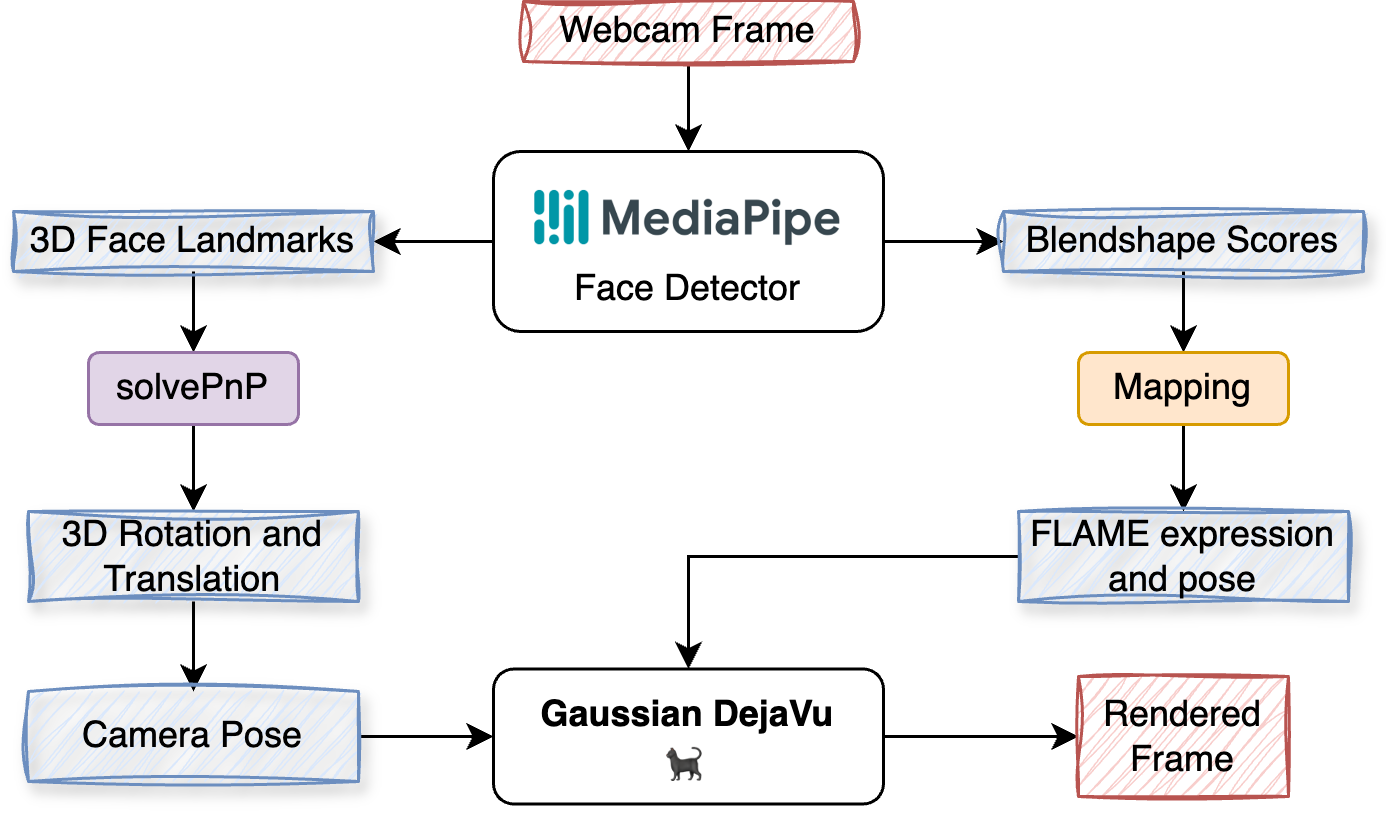 Webcam Frame
MediaPipe
Face Detector
3D Face Landmarks
Blendshape Scores
solvePnP
Mapping
3D Rotation and
Translation
FLAME expression
and pose
Camera Pose
Gaussian DejaVu
Rendered
Frame